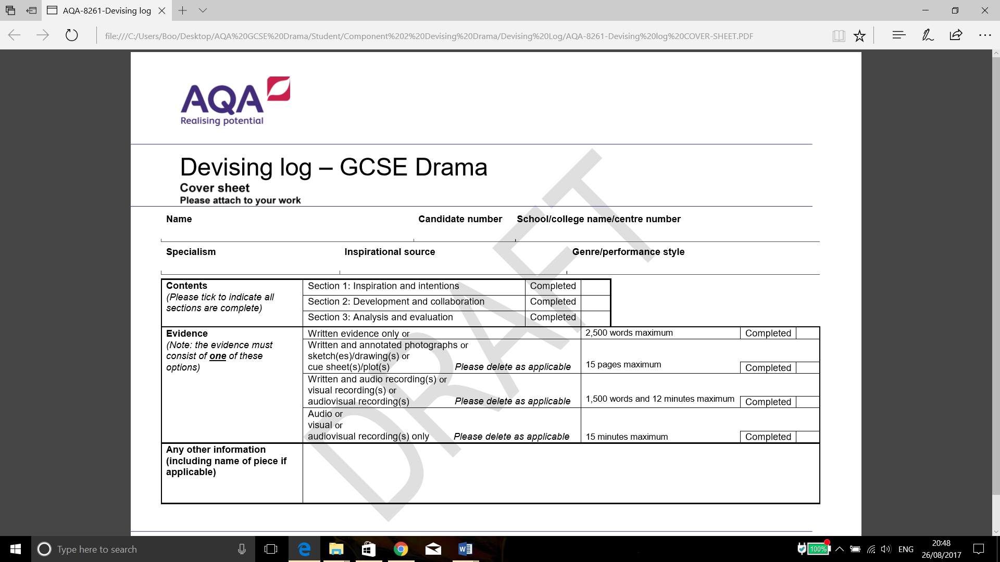 AQA-8261-Devising log
file:///C:/Users/Boo/Desktop/AQA%20GCSE%20Drama/Student/Component%202%20Devising%20Drama/Devising%20Log/AQA-8261-Devising%20log%20COVER-SHEET.PDF
AQA
Realising potential
Devising log – GCSE Drama
Cover sheet
Please attach to your work
Name Candidate number School/college name/centre number
Specialism Inspirational source Genre/performance style
Contents
(Please tick to indicate all
sections are complete)
Section 1: Inspiration and intentions Completed
Section 2: Development and collaboration Completed
Section 3: Analysis and evaluation Completed
Evidence
(Note: the evidence must
consist of one of these
options)
Written evidence only or 2,500 words maximum Completed
Written and annotated photographs or
sketch(es)/drawing(s) or
cue sheet(s)/plot(s) Please delete as applicable 15 pages maximum Completed
Written and audio recording(s) or
visual recording(s) or
audiovisual recording(s) Please delete as applicable 1,500 words and 12 minutes maximum Completed
Audio or
visual or
audiovisual recording(s) only Please delete as applicable 15 minutes maximum Completed
Any other information
(including name of piece if
applicable)
DRAFT
Type here to search
100%
ENG
20:48
26/08/2017